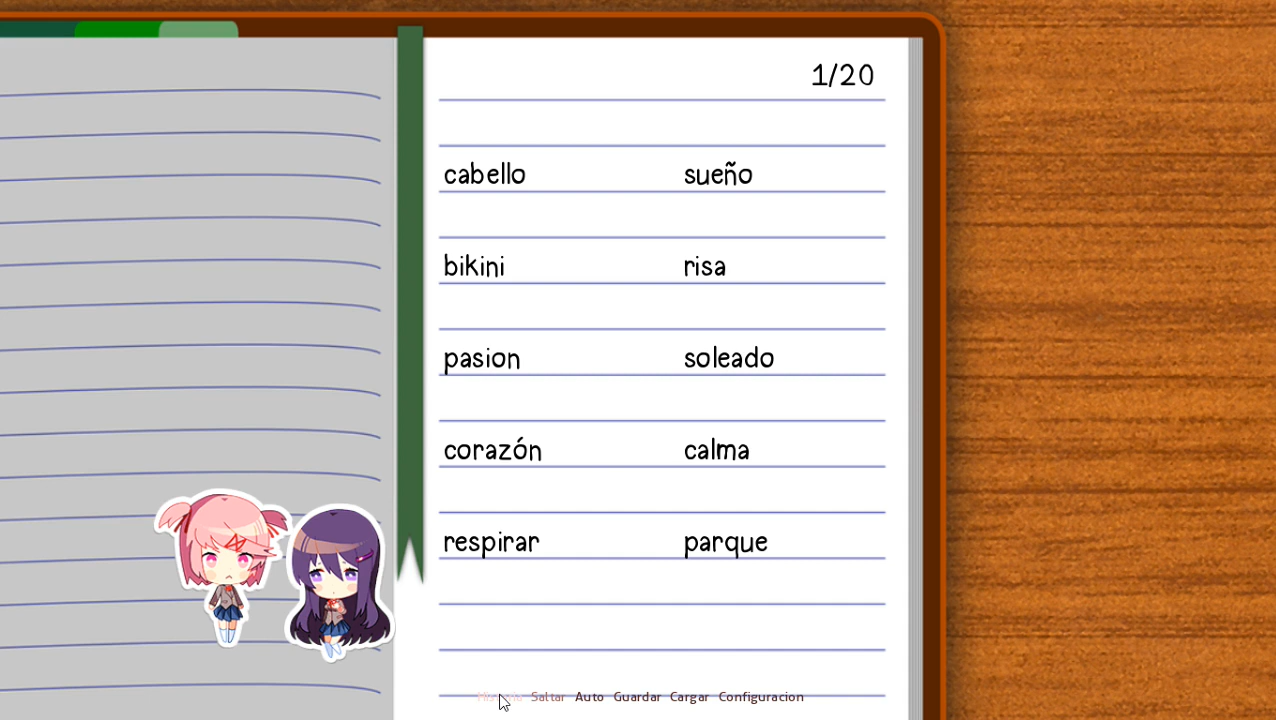 1/20
cabello sueño
bikini risa
pasion soleado
corazón calma
respirar parque
Saltar Auto Guardar Cargar Configuracion